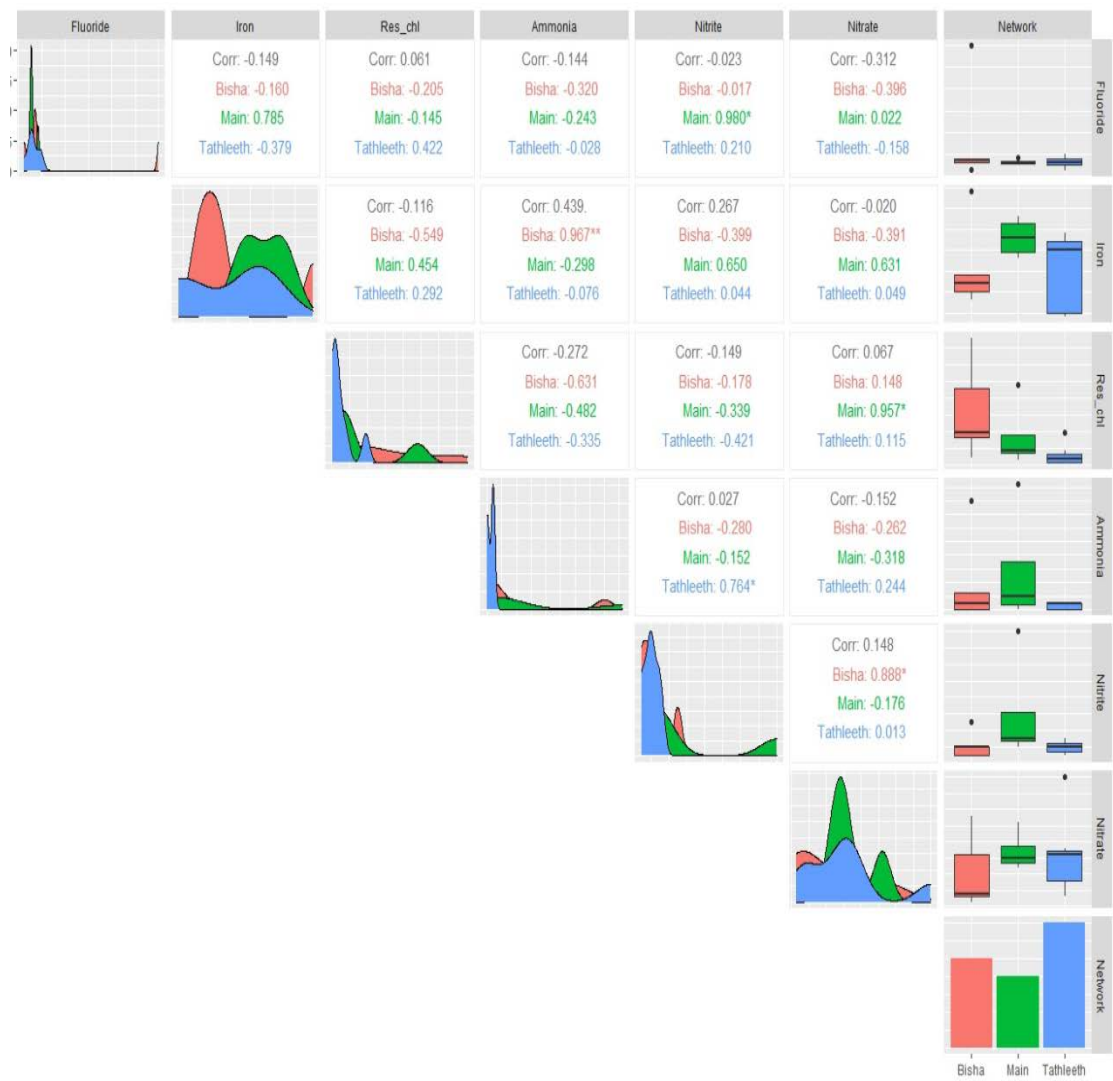 Fluoride
Iron
Res_chl
Ammonia
Nitrite
Nitrate
Network
Corr: -0.149
Bisha: -0.160
Main: 0.785
Tathleeth: -0.379
Corr: 0.061
Bisha: -0.205
Main: -0.145
Tathleeth: 0.422
Corr: -0.144
Bisha: -0.320
Main: -0.243
Tathleeth: -0.028
Corr: -0.023
Bisha: -0.017
Main: 0.980*
Tathleeth: 0.210
Corr: -0.312
Bisha: -0.396
Main: 0.022
Tathleeth: -0.158
Fluoride
Corr: -0.116
Bisha: -0.549
Main: 0.454
Tathleeth: 0.292
Corr: 0.439.
Bisha: 0.967**
Main: -0.298
Tathleeth: -0.076
Corr: 0.267
Bisha: -0.399
Main: 0.650
Tathleeth: 0.044
Corr: -0.020
Bisha: -0.391
Main: 0.631
Tathleeth: 0.049
Iron
Corr: -0.272
Bisha: -0.631
Main: -0.482
Tathleeth: -0.335
Corr: -0.149
Bisha: -0.178
Main: -0.339
Tathleeth: -0.421
Corr: 0.067
Bisha: 0.148
Main: 0.957*
Tathleeth: 0.115
Res_chl
Corr: 0.027
Bisha: -0.280
Main: -0.152
Tathleeth: 0.764*
Corr: -0.152
Bisha: -0.262
Main: -0.318
Tathleeth: 0.244
Ammonia
Corr: 0.148
Bisha: 0.888*
Main: -0.176
Tathleeth: 0.013
Nitrite
Nitrate
Network
Bisha
Main
Tathleeth